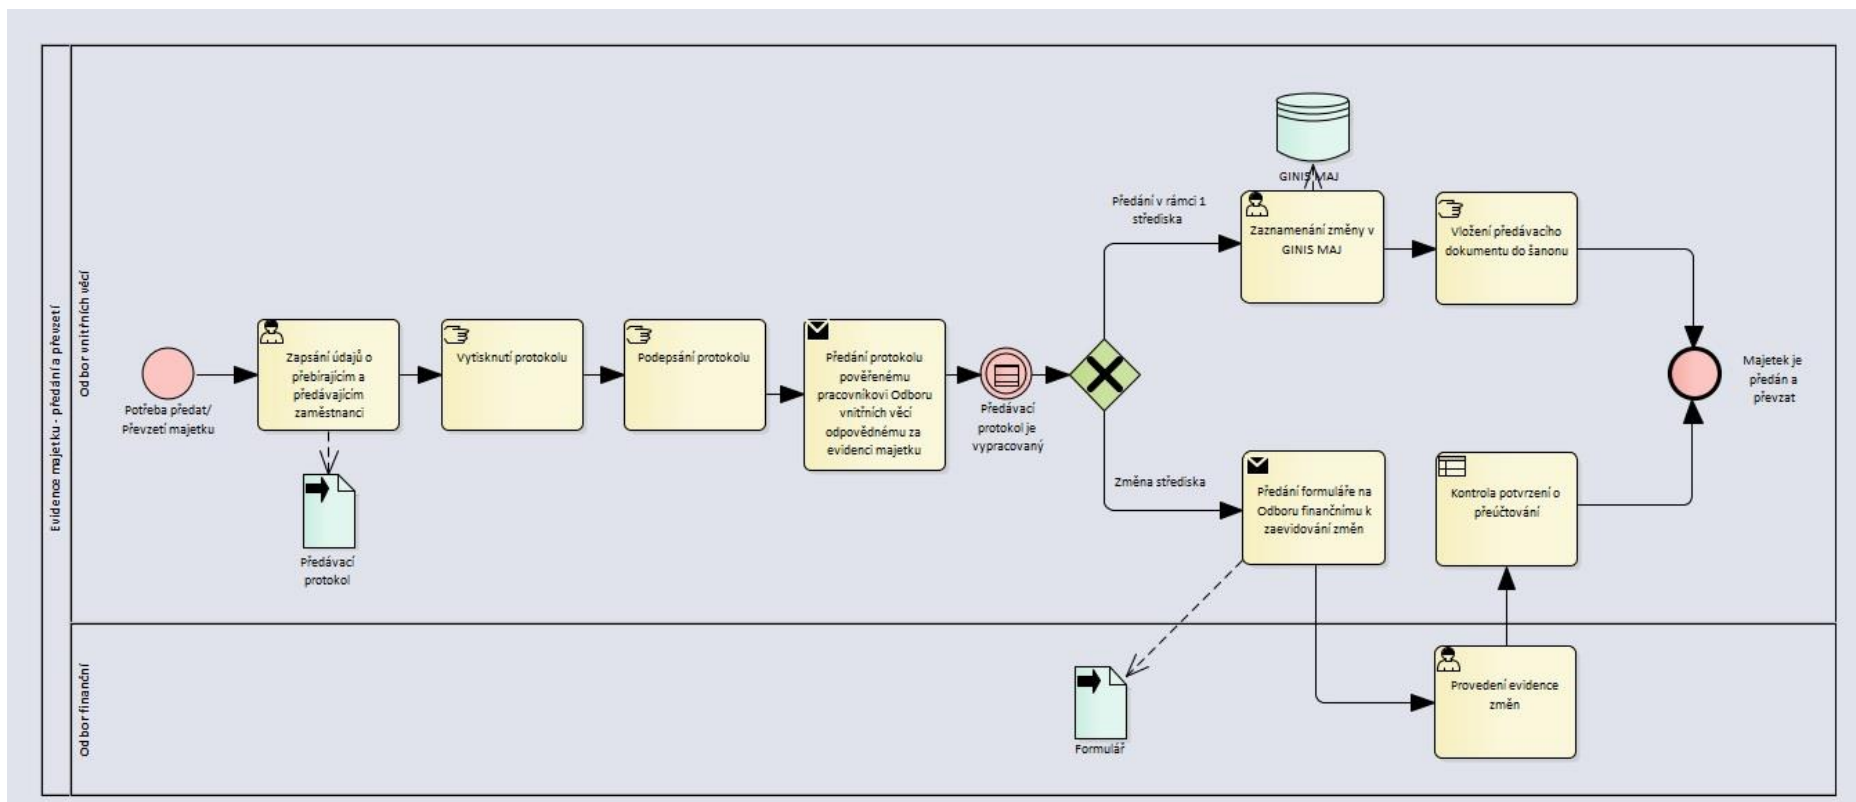 Evidence majetku - předání a převzetí
Odbor vnitřních věcí
Potřeba předat/
Převzetí majetku
Zapsání údajů o
přebírajícim a
předávajícim
zaměstnanci
Předávací
protokol
Vytisknutí protokolu
Podepsání protokolu
Předání protokolu
pověřenému
pracovníkovi Odboru
vnitřních věcí
odpovědnému za
evidenci majetku
Předávací
protokol je
vypracovaný
Předání v rámci 1
střediska
GINIS MAJ
Zaznamenání změny v
GINIS MAJ
Vložení předávacího
dokumentu do šanonu
Majetek je
předán a
převzat
Změna střediska
Předání formuláře na
Odboru finančnímu k
zaevidování změn
Kontrola potvrzení o
přeúčtování
Odbor finanční
Formulář
Provedení evidence
změn